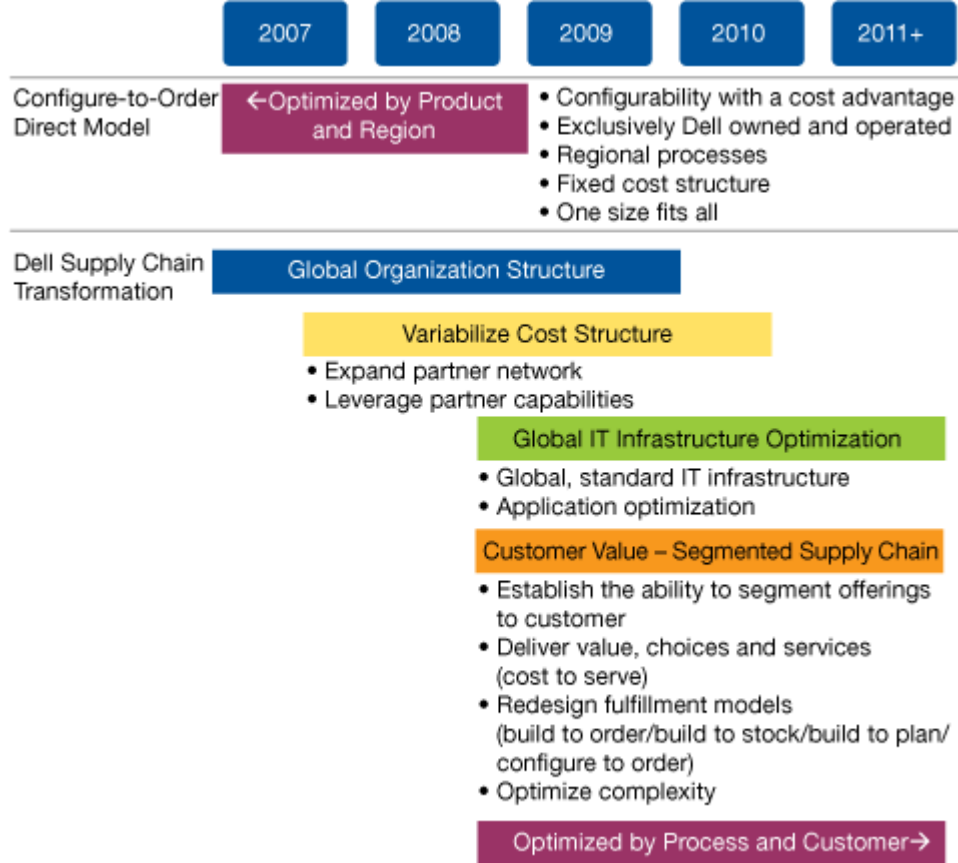 2007 2008 2009 2010 2011+
Configure-to-Order
Direct Model
←Optimized by Product
and Region
• Configurability with a cost advantage
• Exclusively Dell owned and operated
• Regional processes
• Fixed cost structure
• One size fits all
Dell Supply Chain
Transformation
Global Organization Structure
Variabilize Cost Structure
• Expand partner network
• Leverage partner capabilities
Global IT Infrastructure Optimization
• Global, standard IT infrastructure
• Application optimization
Customer Value – Segmented Supply Chain
• Establish the ability to segment offerings
to customer
• Deliver value, choices and services
(cost to serve)
• Redesign fulfillment models
(build to order/build to stock/build to plan/
configure to order)
• Optimize complexity
Optimized by Process and Customer→